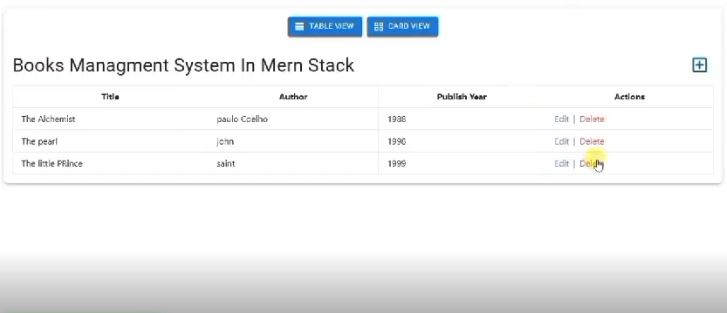 TABLE VIEW CARD VIEW
Books Managment System In Mern Stack
Title Author Publish Year Actions
The Alchemist paulo Coelho 1988 Edit | Delete
The pearl john 1998 Edit | Delete
The little PRince saint 1999 Edit | Delete